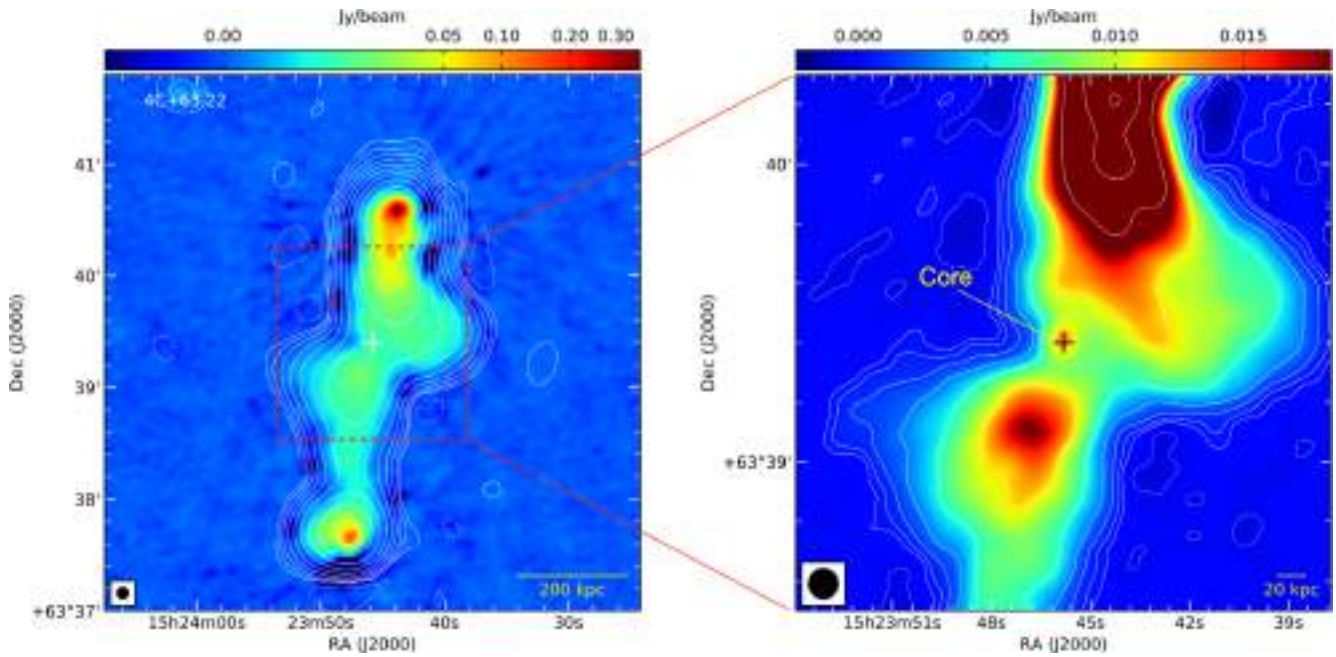 Jy/beam
0.00 0.05 0.10 0.20 0.30
4C+63.22
41'
40'
39'
38'
+63°37'
Dec (J2000)
200 kpc
15h24m00s 23m50s 40s 30s
RA (J2000)
Jy/beam
0.000 0.005 0.010 0.015
40'
Core
+63°39'
Dec (J2000)
20 kpc
15h23m51s 48s 45s 42s 39s
RA (J2000)